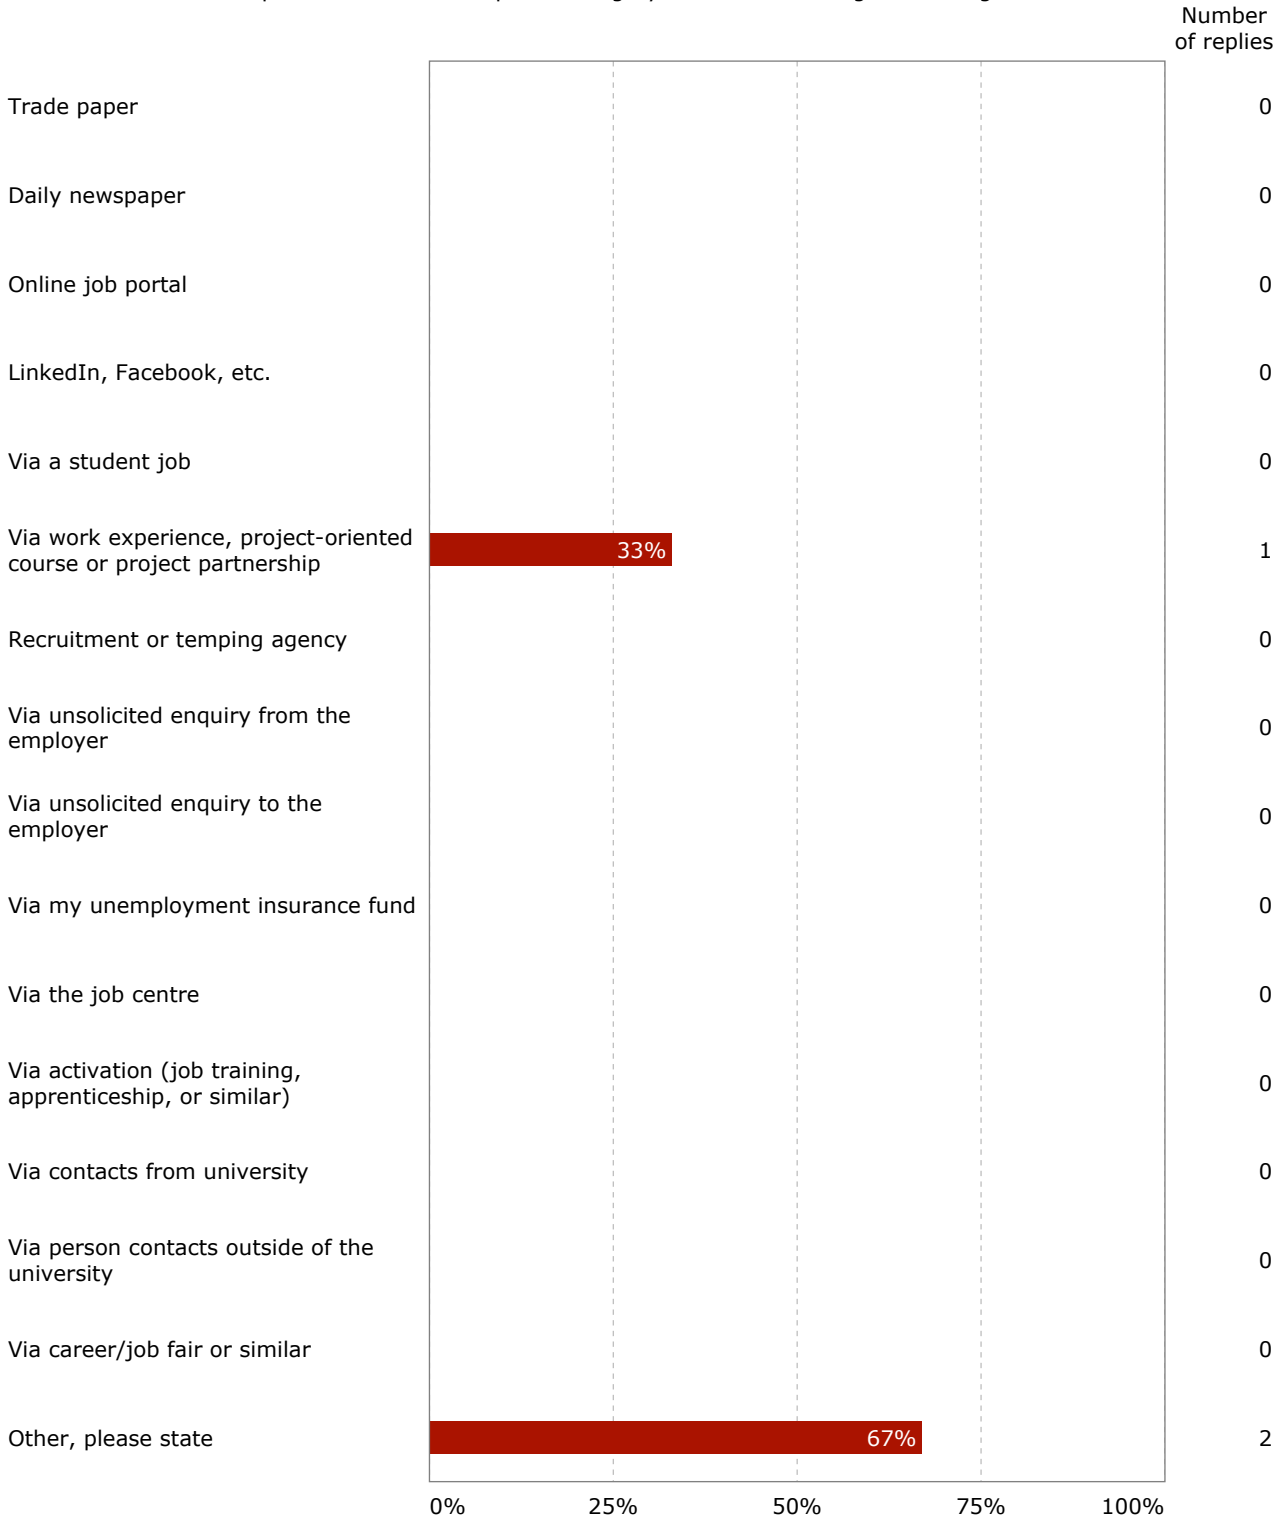 Number
of replies
Trade paper 0
Daily newspaper 0
Online job portal 0
LinkedIn, Facebook, etc. 0
Via a student job 0
Via work experience, project-oriented
course or project partnership 33% 1
Recruitment or temping agency 0
Via unsolicited enquiry from the
employer 0
Via unsolicited enquiry to the
employer 0
Via my unemployment insurance fund 0
Via the job centre 0
Via activation (job training,
apprenticeship, or similar) 0
Via contacts from university 0
Via person contacts outside of the
university 0
Via career/job fair or similar 0
Other, please state 67% 2
0% 25% 50% 75% 100%